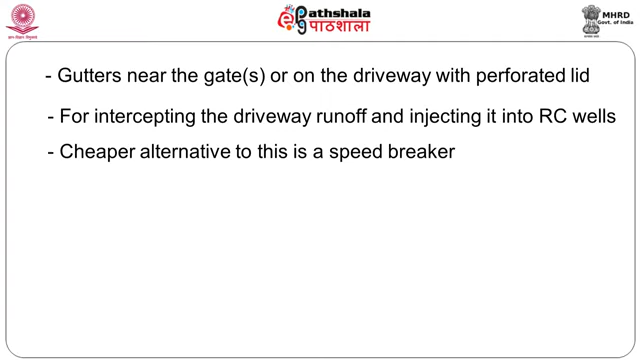 Pathshala
पाठशाला
MHRD
Govt. of India
- Gutters near the gate(s) or on the driveway with perforated lid
- For intercepting the driveway runoff and injecting it into RC wells
- Cheaper alternative to this is a speed breaker